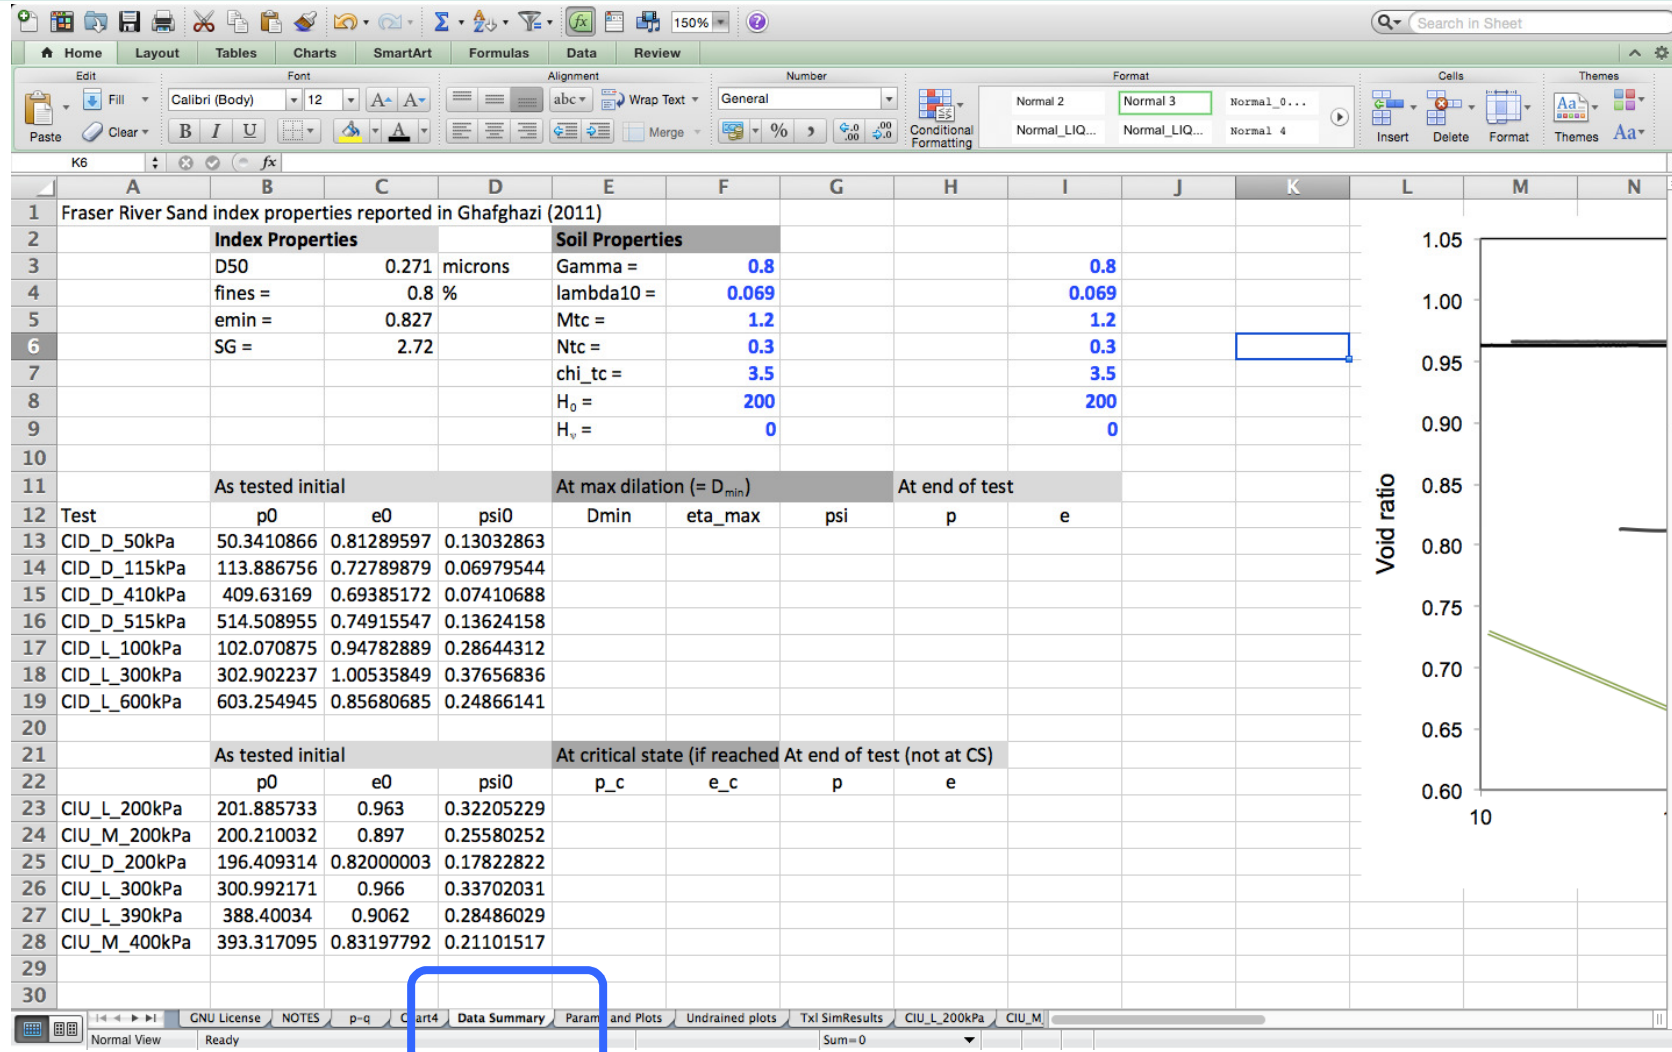 150%
Search in Sheet
Home Layout Tables Charts SmartArt Formulas Data Review
Edit Font Alignment Number Format Cells Themes
Fill Calibri (Body) 12 A A abc Wrap Text General Normal 2 Normal 3 Normal_0...
Paste Clear B I U A Merge % Conditional Formatting Normal_LIQ... Normal_LIQ... Normal 4 Insert Delete Format Themes Aa
K6 fx
A B C D E F G H I J K L M N
1 Fraser River Sand index properties reported in Ghafghazi (2011)
2 Index Properties Soil Properties
3 D50 0.271 microns Gamma = 0.8 0.8
4 fines = 0.8 % lambda10 = 0.069 0.069
5 emin = 0.827 Mtc = 1.2 1.2
6 SG = 2.72 Ntc = 0.3 0.3
7 chi_tc = 3.5 3.5
8 H0 = 200 200
9 Hψ = 0 0
10
11 As tested initial At max dilation (= Dmin) At end of test
12 Test p0 e0 psi0 Dmin eta_max psi p e
13 CID_D_50kPa 50.3410866 0.81289597 0.13032863
14 CID_D_115kPa 113.886756 0.72789879 0.06979544
15 CID_D_410kPa 409.63169 0.69385172 0.07410688
16 CID_D_515kPa 514.508955 0.74915547 0.13624158
17 CID_L_100kPa 102.070875 0.94782889 0.28644312
18 CID_L_300kPa 302.902237 1.00535849 0.37656836
19 CID_L_600kPa 603.254945 0.85680685 0.24866141
20
21 As tested initial At critical state (if reached At end of test (not at CS)
22 p0 e0 psi0 p_c e_c p e
23 CIU_L_200kPa 201.885733 0.963 0.32205229
24 CIU_M_200kPa 200.210032 0.897 0.25580252
25 CIU_D_200kPa 196.409314 0.82000003 0.17822822
26 CIU_L_300kPa 300.992171 0.966 0.33702031
27 CIU_L_390kPa 388.40034 0.9062 0.28486029
28 CIU_M_400kPa 393.317095 0.83197792 0.21101517
29
30
Void ratio
1.05
1.00
0.95
0.90
0.85
0.80
0.75
0.70
0.65
0.60
10
GNU License NOTES p-q Data Summary and Plots Undrained plots Txl SimResults CIU_L_200kPa CIU_M_
Normal View Ready Sum=0